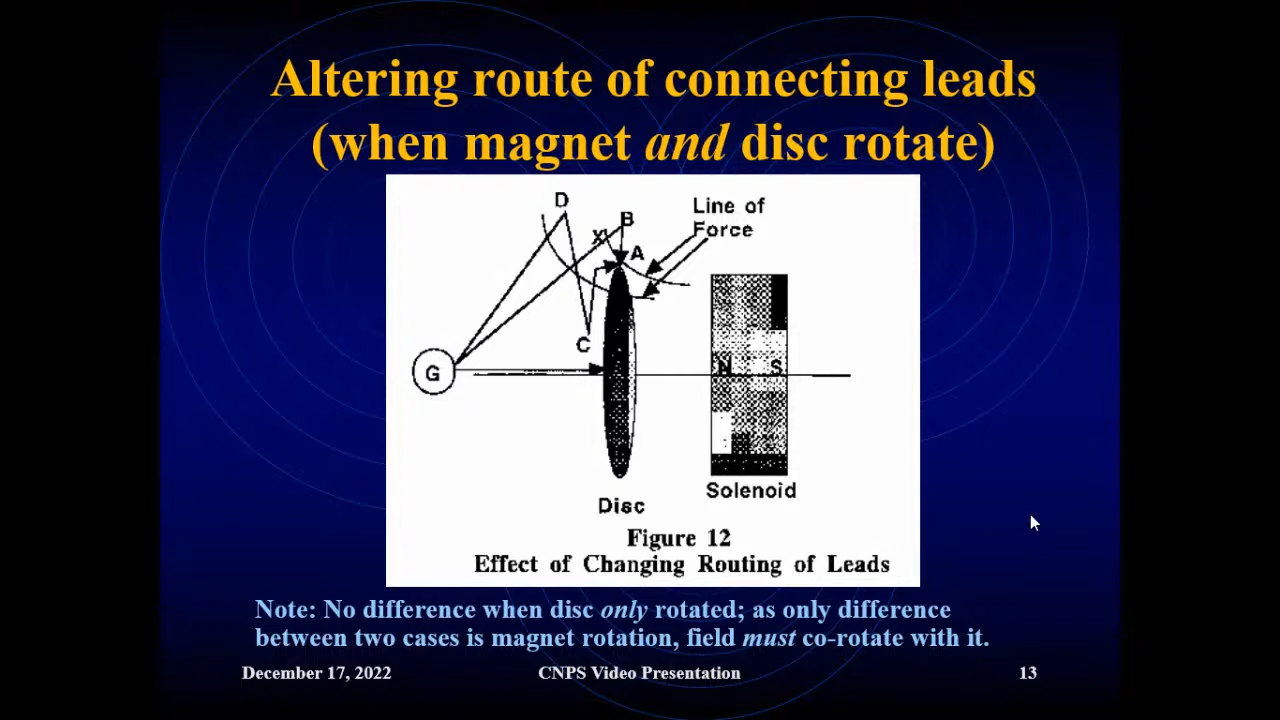 Altering route of connecting leads
(when magnet and disc rotate)
D
B
X'
A
Line of
Force
C
G
N S
Disc
Solenoid
Figure 12
Effect of Changing Routing of Leads
Note: No difference when disc only rotated; as only difference
between two cases is magnet rotation, field must co-rotate with it.
December 17, 2022 CNPS Video Presentation 13